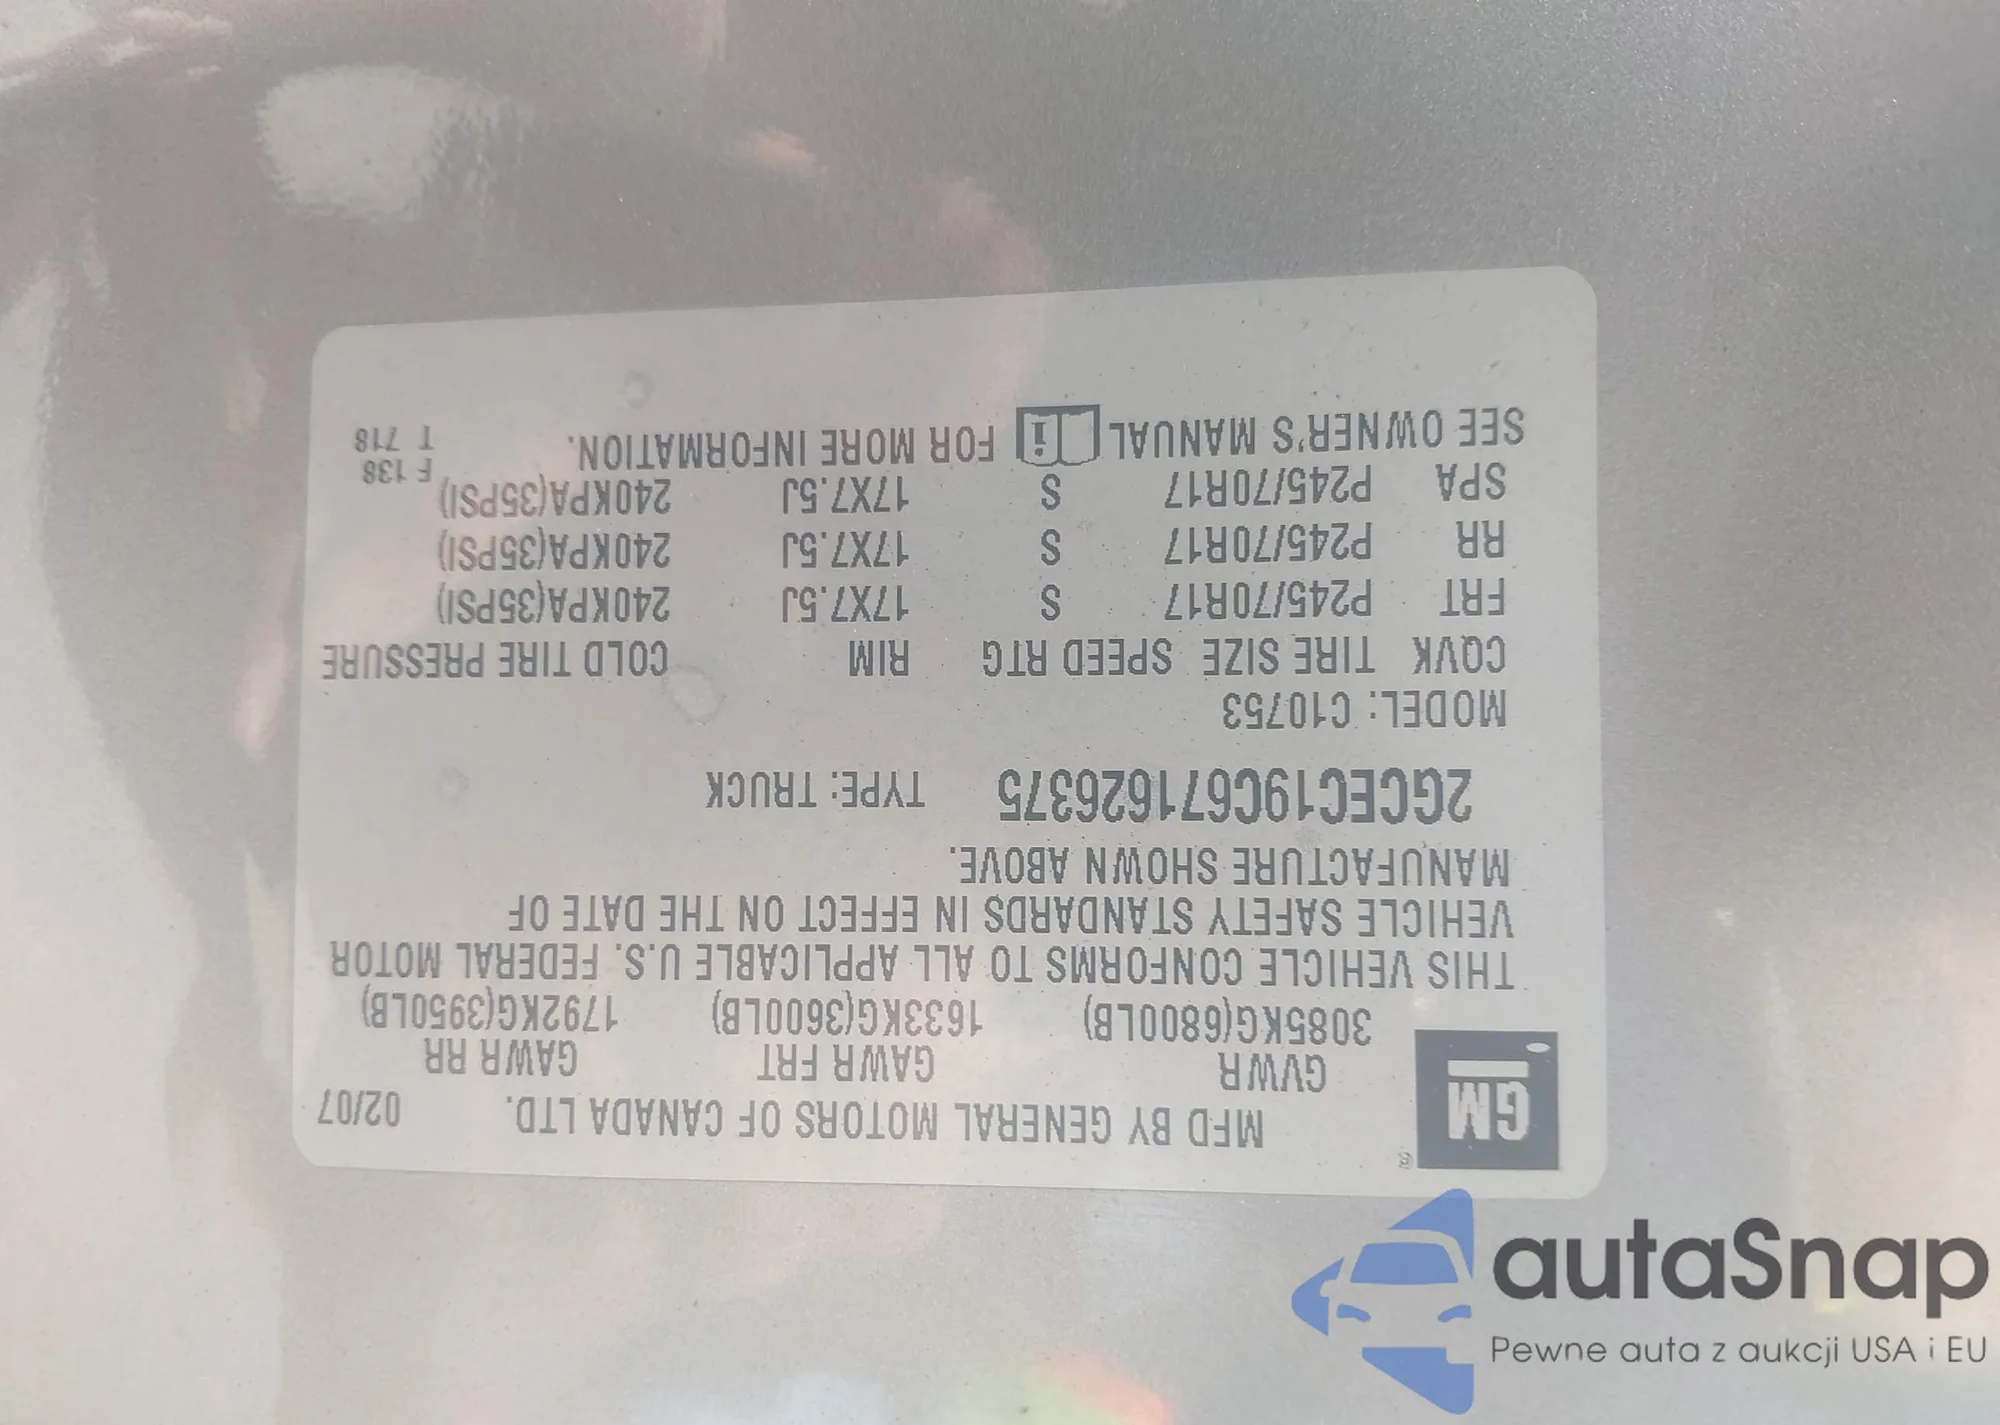 MFD BY GENERAL MOTORS OF CANADA LTD. 02/07
GM ®
GVWR GAWR FRT GAWR RR
3085KG(6800LB) 1633KG(3600LB) 1792KG(3950LB)
THIS VEHICLE CONFORMS TO ALL APPLICABLE U.S. FEDERAL MOTOR
VEHICLE SAFETY STANDARDS IN EFFECT ON THE DATE OF
MANUFACTURE SHOWN ABOVE.
2GCEC19C671626375 TYPE: TRUCK
MODEL: C10753
CQVK TIRE SIZE SPEED RTG RIM COLD TIRE PRESSURE
FRT P245/70R17 S 17X7.5J 240KPA(35PSI)
RR P245/70R17 S 17X7.5J 240KPA(35PSI)
SPA P245/70R17 S 17X7.5J 240KPA(35PSI)
SEE OWNER'S MANUAL i FOR MORE INFORMATION.
F 138
T 718
autaSnap
Pewne auta z aukcji USA i EU